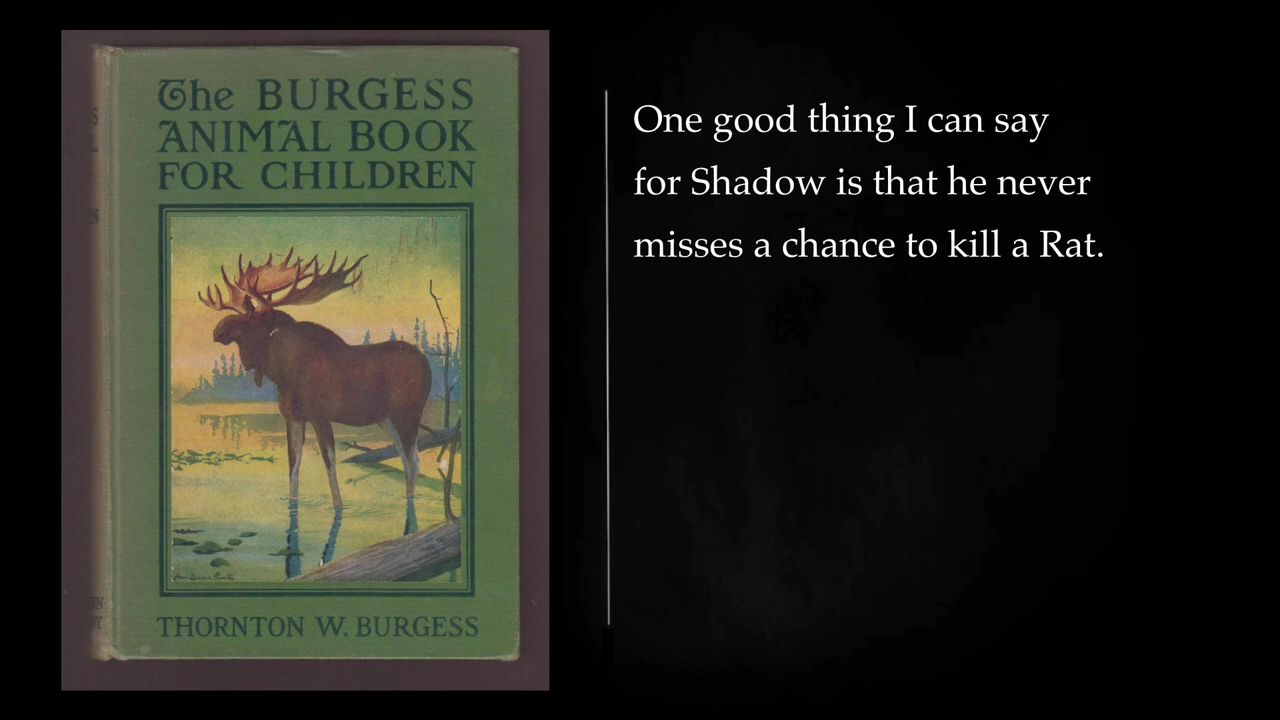 The BURGESS
ANIMAL BOOK
FOR CHILDREN
THORNTON W. BURGESS
One good thing I can say
for Shadow is that he never
misses a chance to kill a Rat.